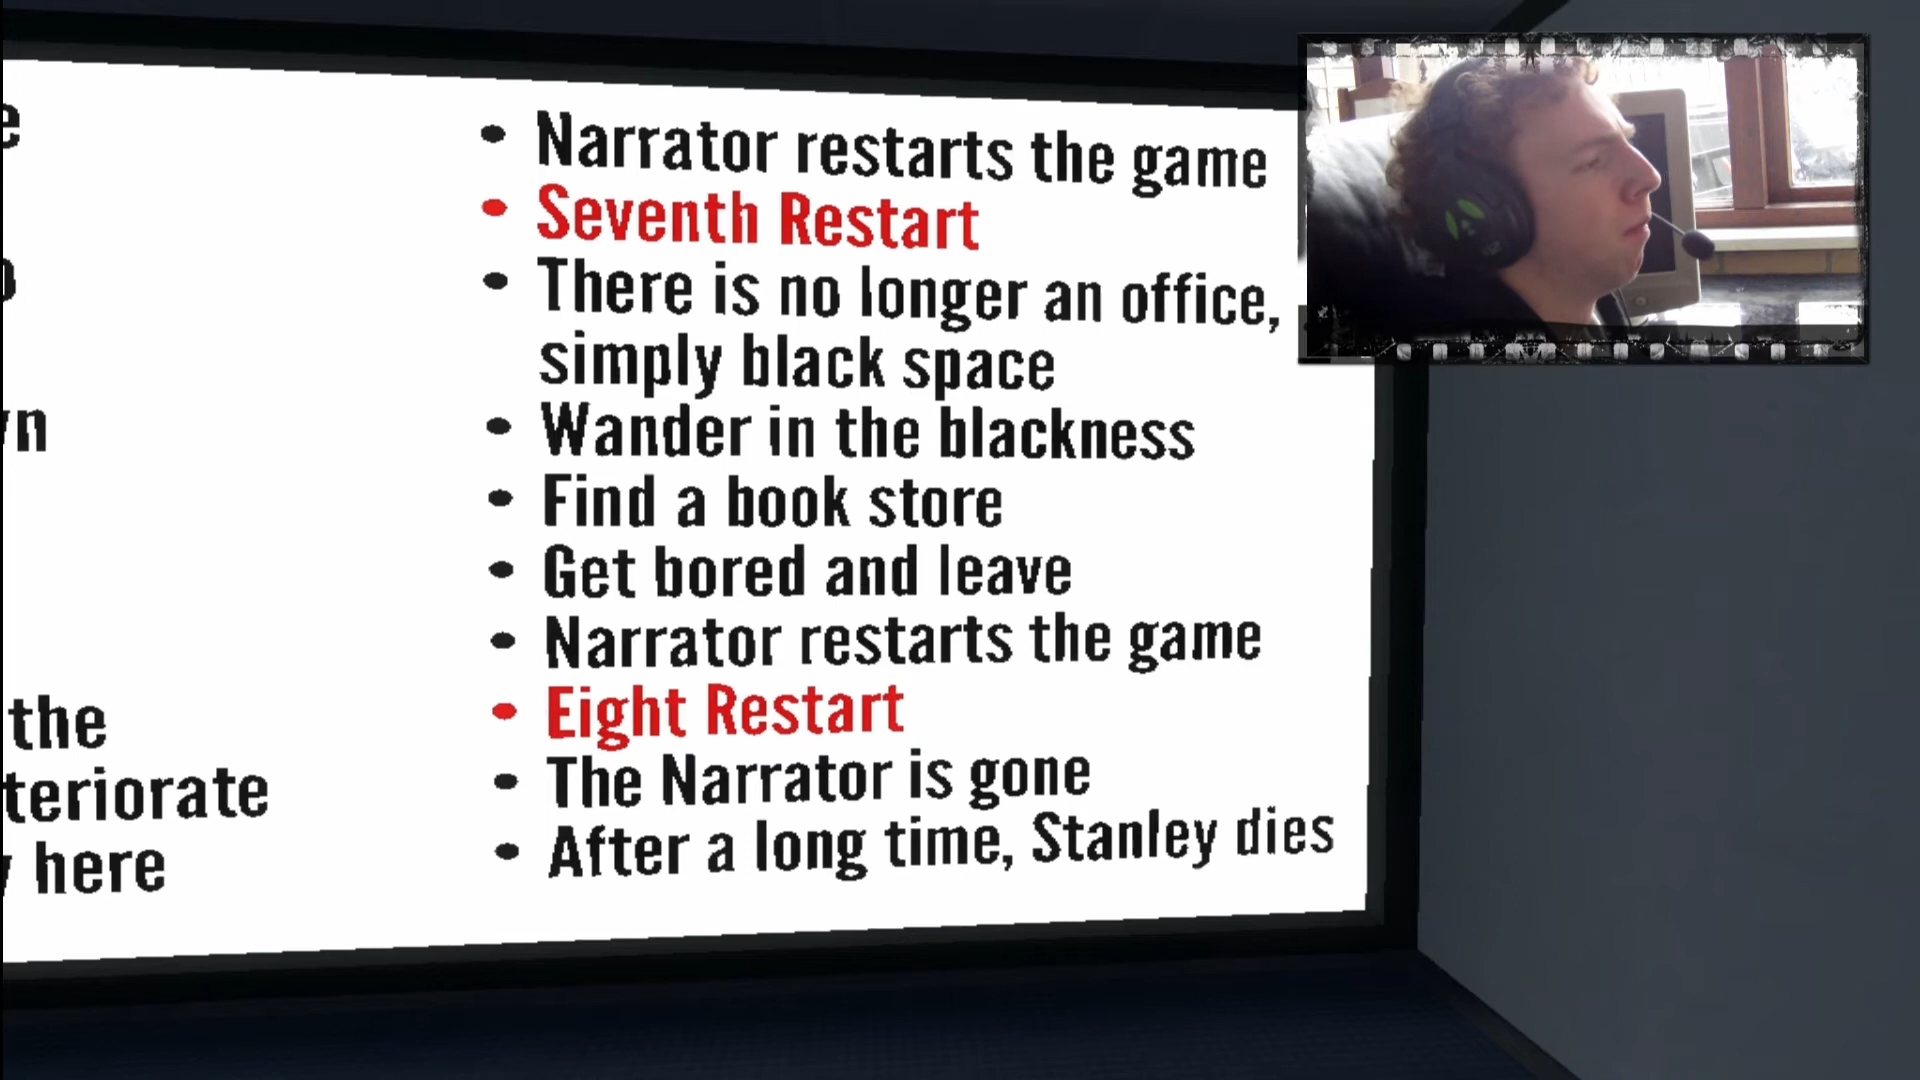 e
o
wn
the
teriorate
y here
• Narrator restarts the game
• Seventh Restart
• There is no longer an office,
simply black space
• Wander in the blackness
• Find a book store
• Get bored and leave
• Narrator restarts the game
• Eight Restart
• The Narrator is gone
• After a long time, Stanley dies